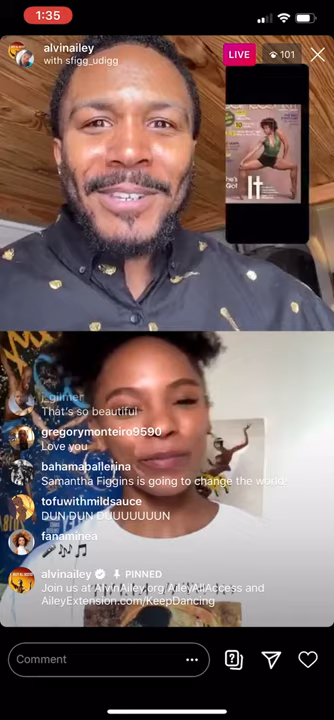 1:35
alvinailey
with sfigg_udigg
LIVE
101
he's
Got
It
j_gilmer
That's so beautiful
gregorymonteiro9590
Love you
bahamaballerina
Samantha Figgins is going to change the world!
tofuwithmildsauce
DUN DUN DUUUUUUUN
fanaminea
🎤🎶🎵
alvinailey PINNED
Join us at AlvinAiley.org/AileyAllAccess and
AileyExtension.com/KeepDancing
Comment